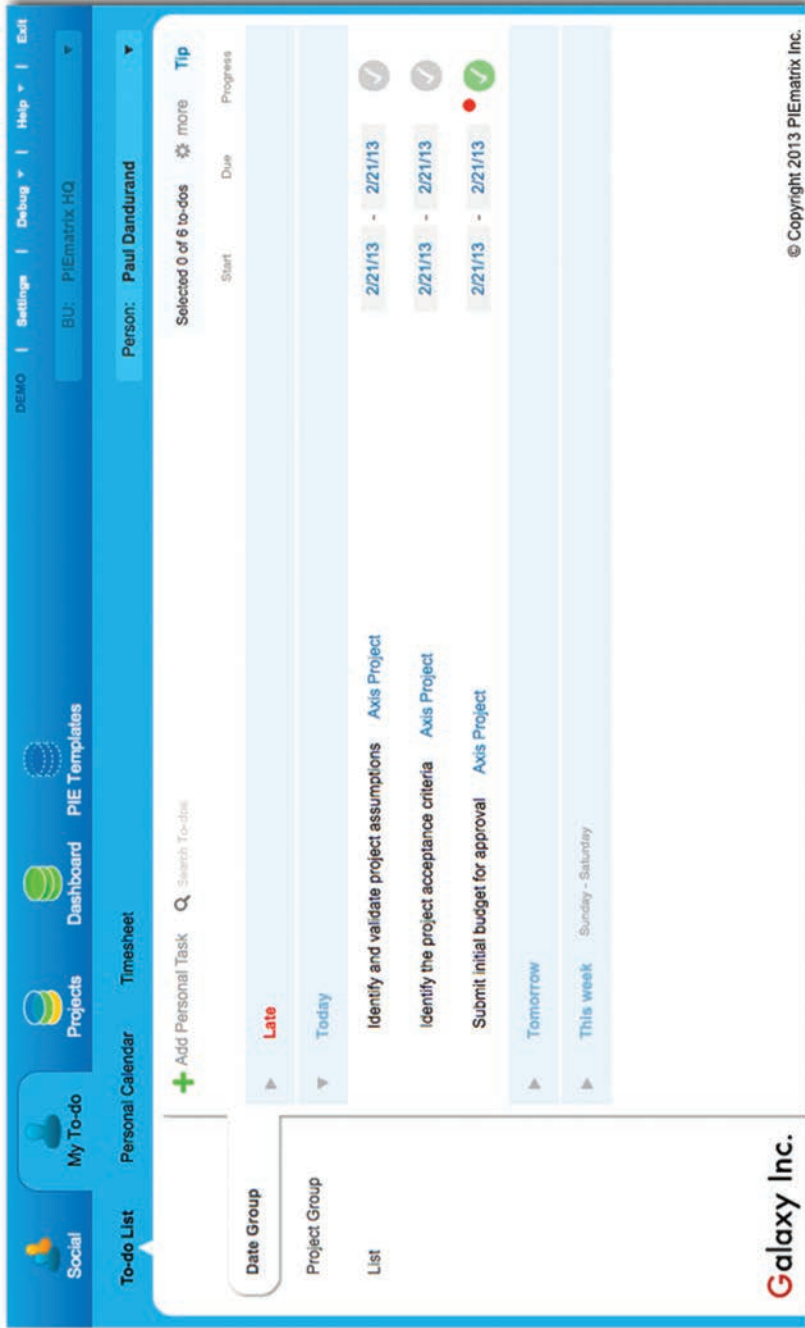 DEMO | Settings | Debug | Help | Exit
Social My To-do Projects Dashboard PIE Templates BU: PIEmatrix HQ
To-do List Personal Calendar Timesheet Person: Paul Dandurand
Add Personal Task Search To-dos Selected 0 of 6 to-dos more Tip
Start Due Progress
Date Group
Project Group
List
Late
Today
Identify and validate project assumptions Axis Project 2/21/13 - 2/21/13
Identify the project acceptance criteria Axis Project 2/21/13 - 2/21/13
Submit initial budget for approval Axis Project 2/21/13 - 2/21/13
Tomorrow
This week Sunday - Saturday
Galaxy Inc. © Copyright 2013 PIEmatrix Inc.